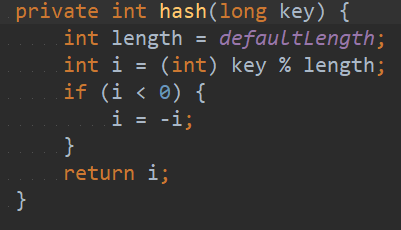 private int hash(long key) {
    int length = defaultLength;
    int i = (int) key % length;
    if (i < 0) {
        i = -i;
    }
    return i;
}